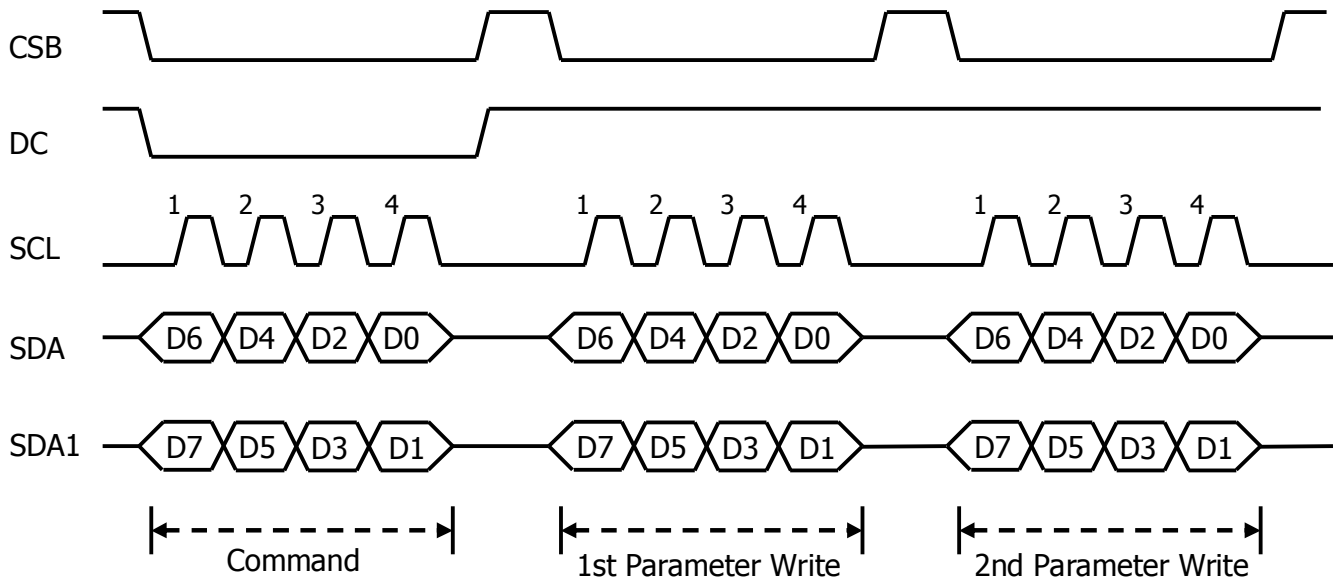 CSB
DC
1 2 3 4 1 2 3 4 1 2 3 4
SCL
SDA D6 D4 D2 D0 D6 D4 D2 D0 D6 D4 D2 D0
SDA1 D7 D5 D3 D1 D7 D5 D3 D1 D7 D5 D3 D1
Command 1st Parameter Write 2nd Parameter Write